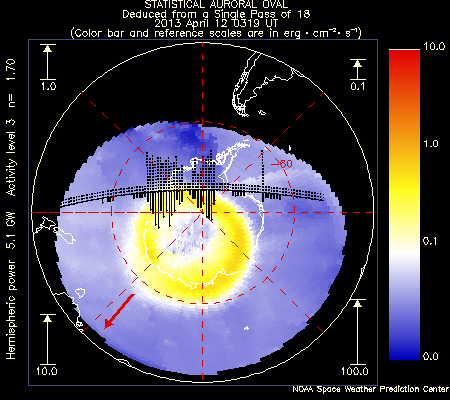 STATISTICAL AURORAL OVAL
Deduced from a Single Pass of 18
2013 April 12 0319 UT
(Color bar and reference scales are in erg·cm⁻²·s⁻¹)
Hemispheric power 5.1 GW Activity level 3 n= 1.70
1.0
0.1
10.0
100.0
-60
10.0
1.0
0.1
0.0
NOAA Space Weather Prediction Center